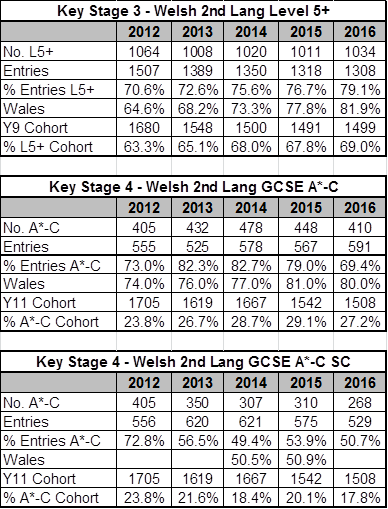 Key Stage 3 - Welsh 2nd Lang Level 5+
2012 2013 2014 2015 2016
No. L5+ 1064 1008 1020 1011 1034
Entries 1507 1389 1350 1318 1308
% Entries L5+ 70.6% 72.6% 75.6% 76.7% 79.1%
Wales 64.6% 68.2% 73.3% 77.8% 81.9%
Y9 Cohort 1680 1548 1500 1491 1499
% L5+ Cohort 63.3% 65.1% 68.0% 67.8% 69.0%
Key Stage 4 - Welsh 2nd Lang GCSE A*-C
2012 2013 2014 2015 2016
No. A*-C 405 432 478 448 410
Entries 555 525 578 567 591
% Entries A*-C 73.0% 82.3% 82.7% 79.0% 69.4%
Wales 74.0% 76.0% 77.0% 81.0% 80.0%
Y11 Cohort 1705 1619 1667 1542 1508
% A*-C Cohort 23.8% 26.7% 28.7% 29.1% 27.2%
Key Stage 4 - Welsh 2nd Lang GCSE A*-C SC
2012 2013 2014 2015 2016
No. A*-C 405 350 307 310 268
Entries 556 620 621 575 529
% Entries A*-C 72.8% 56.5% 49.4% 53.9% 50.7%
Wales 50.5% 50.9%
Y11 Cohort 1705 1619 1667 1542 1508
% A*-C Cohort 23.8% 21.6% 18.4% 20.1% 17.8%